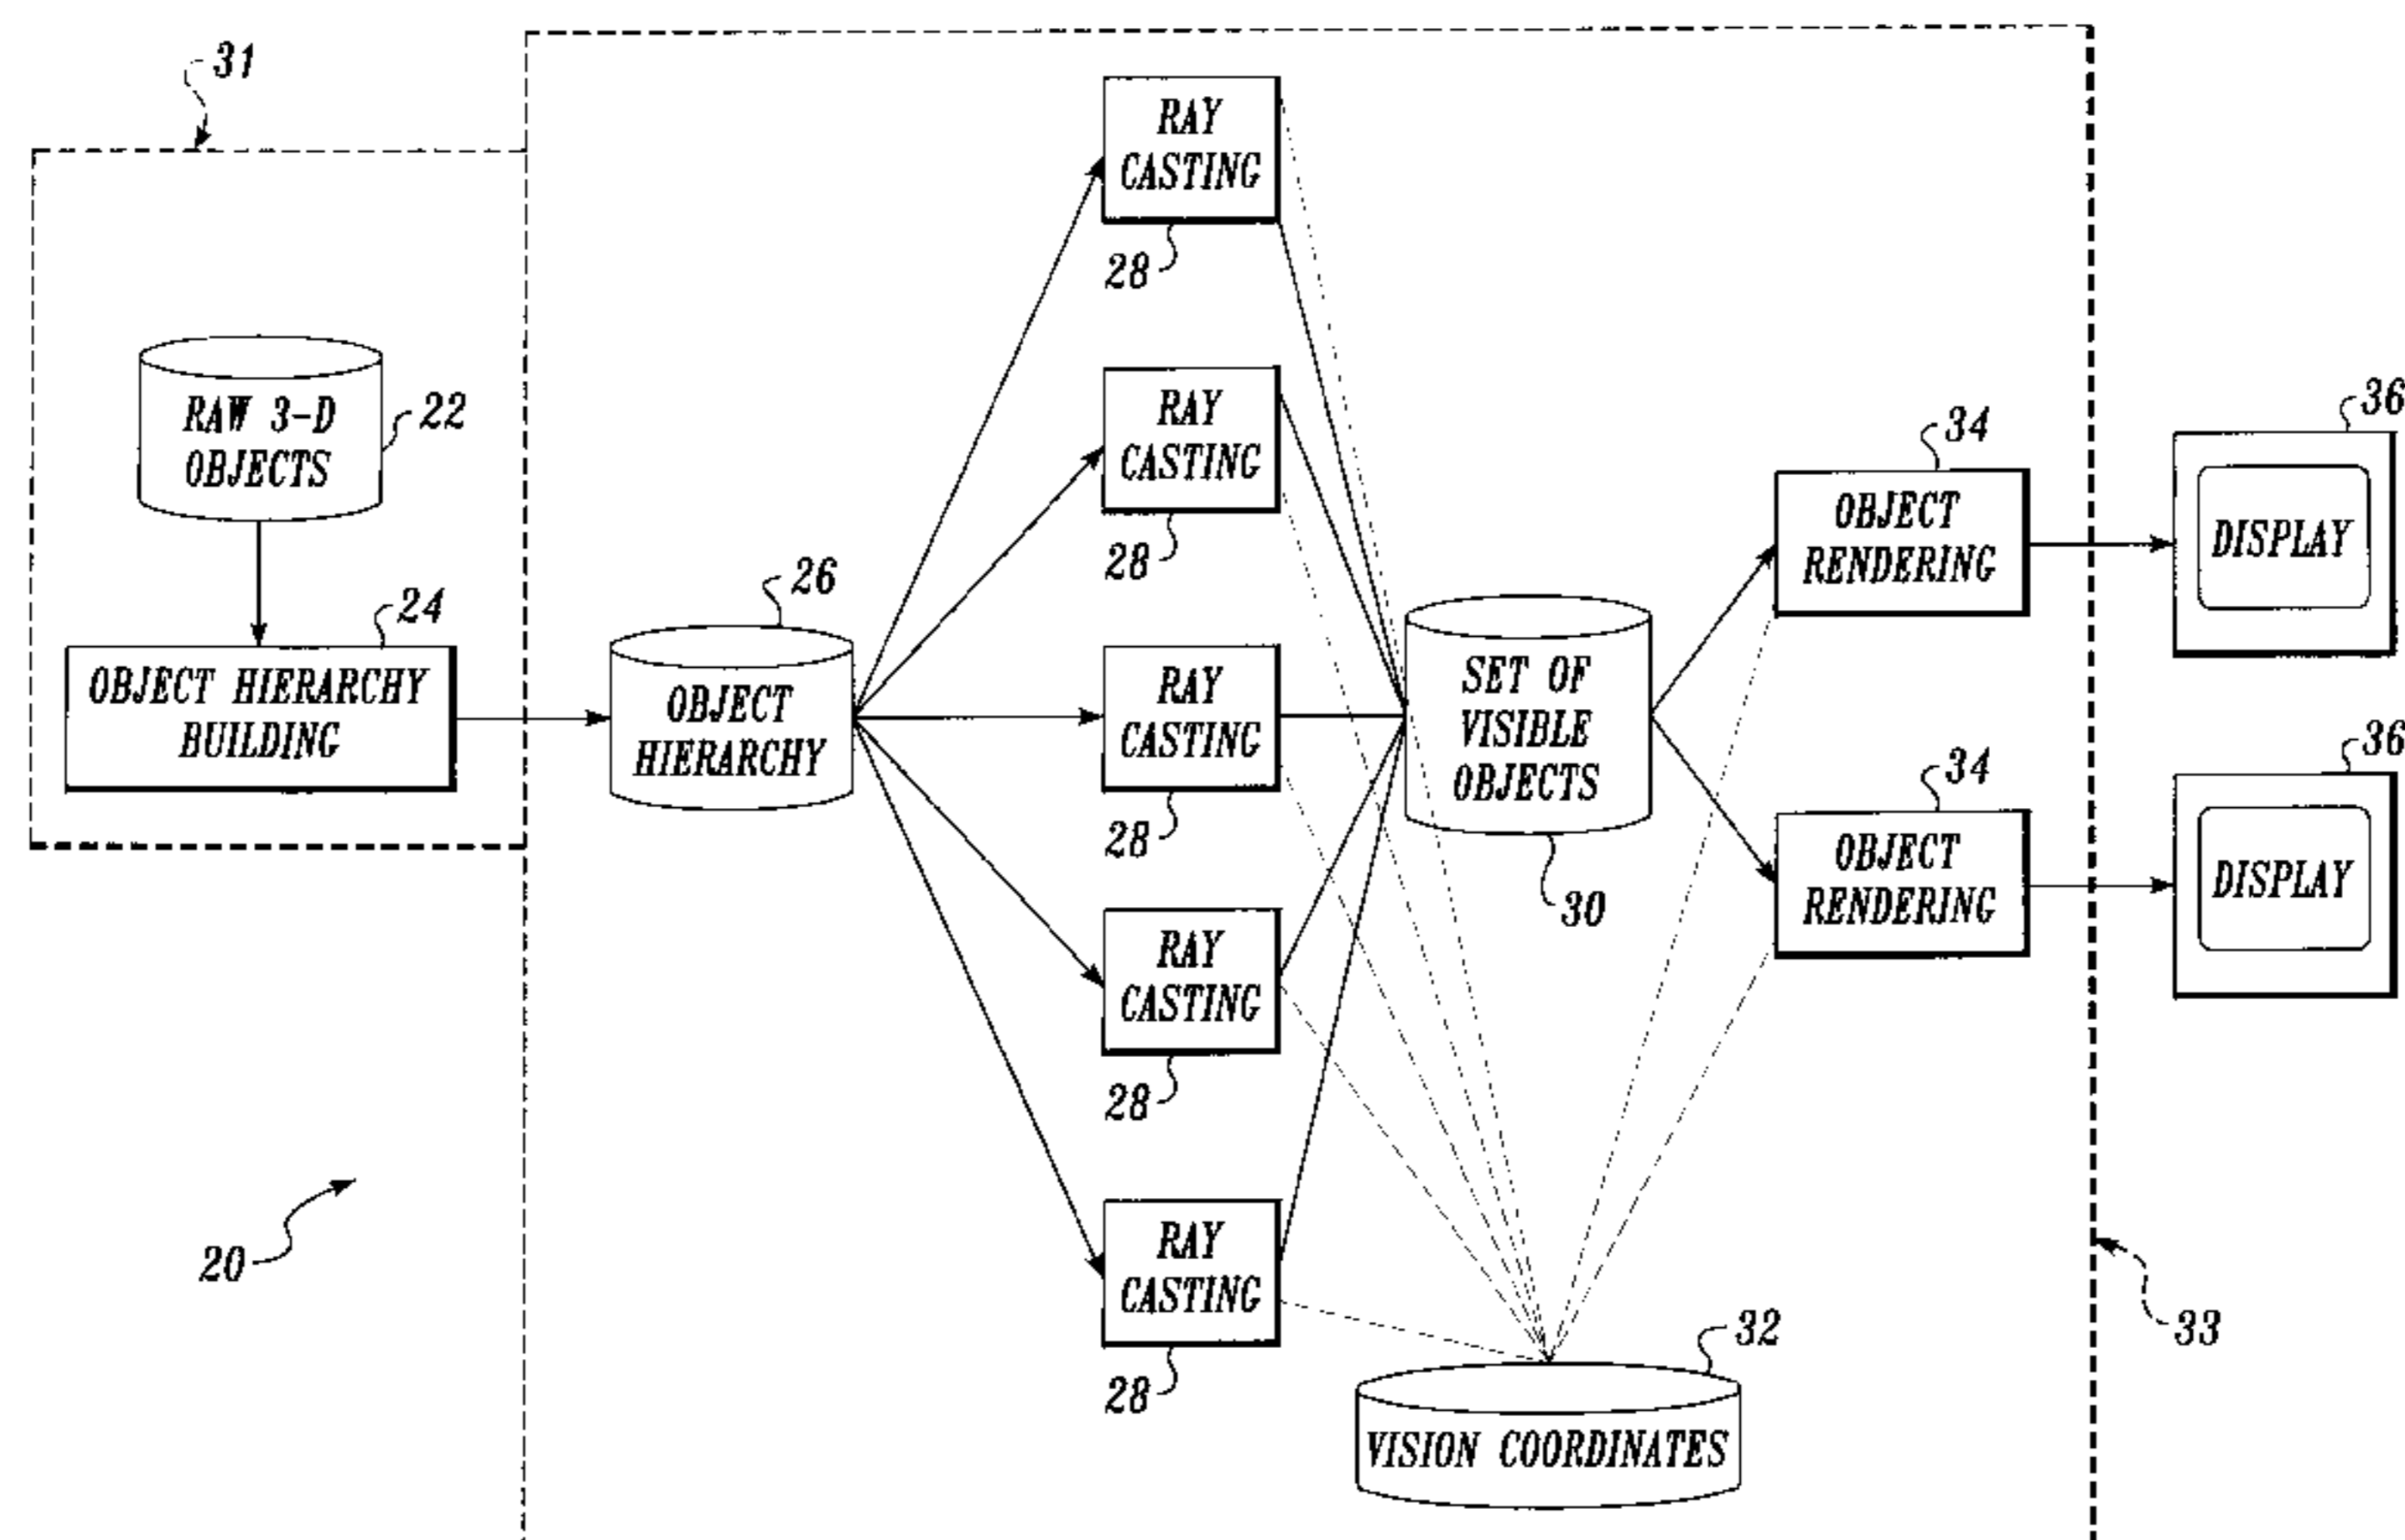 31
RAW 3-D
OBJECTS
22
24
OBJECT HIERARCHY
BUILDING
26
OBJECT
HIERARCHY
RAY
CASTING
28
RAY
CASTING
28
RAY
CASTING
28
RAY
CASTING
28
RAY
CASTING
28
SET OF
VISIBLE
OBJECTS
30
34
OBJECT
RENDERING
36
DISPLAY
34
OBJECT
RENDERING
36
DISPLAY
20
32
VISION COORDINATES
33